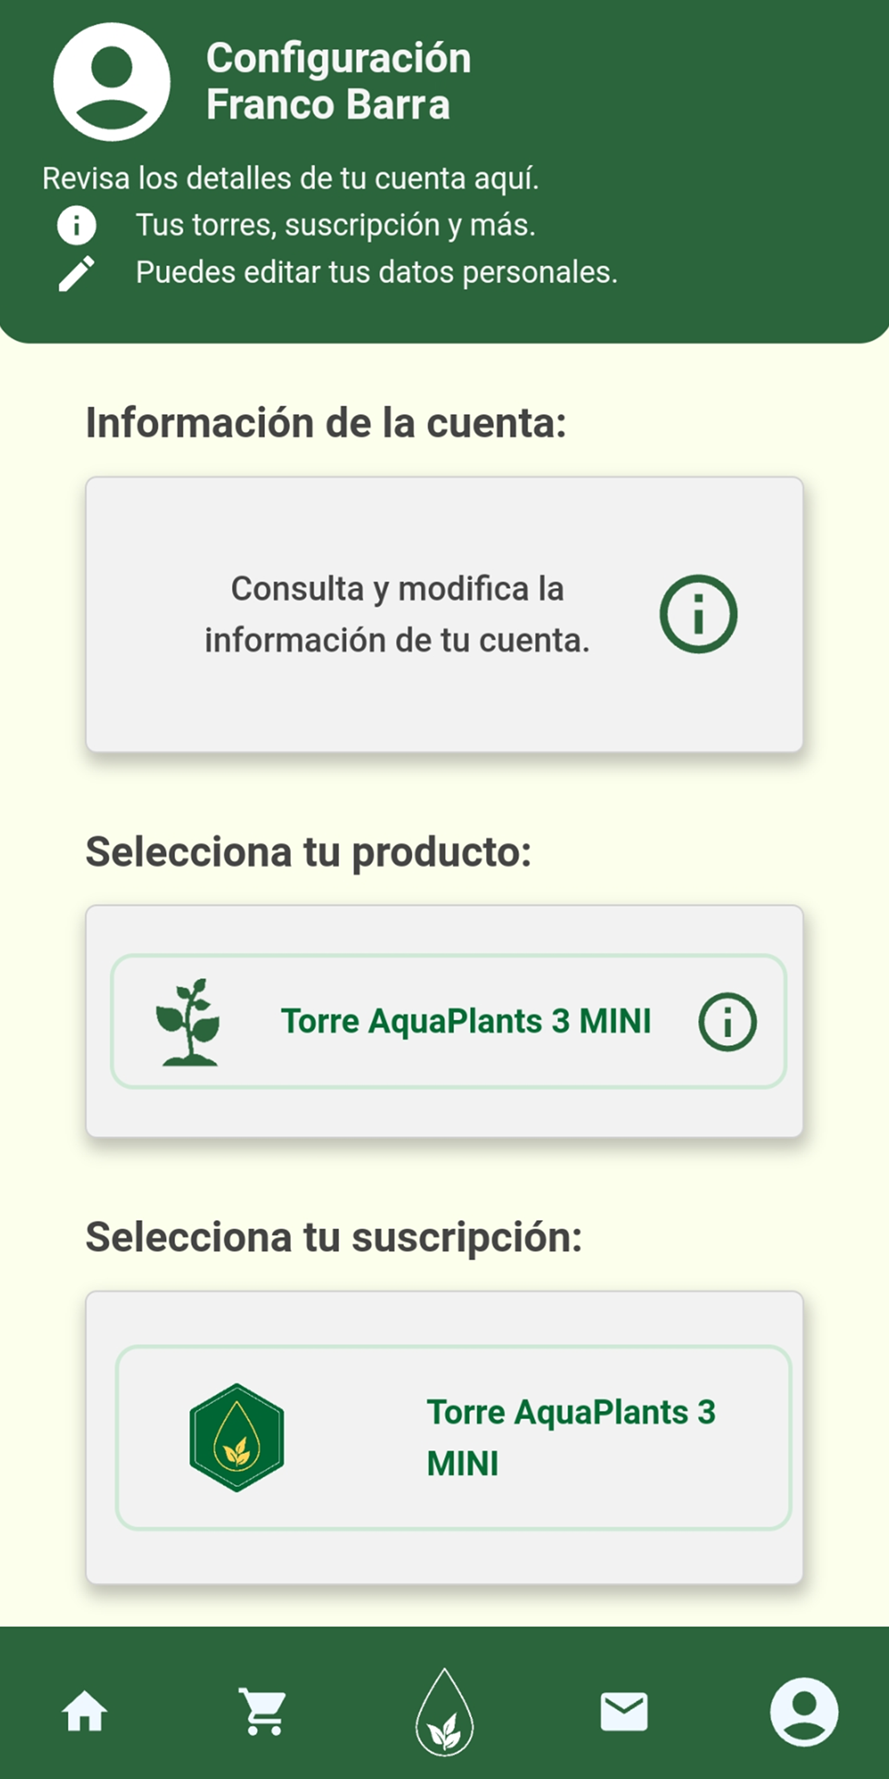 Configuración
Franco Barra
Revisa los detalles de tu cuenta aquí.
Tus torres, suscripción y más.
Puedes editar tus datos personales.
Información de la cuenta:
Consulta y modifica la
información de tu cuenta.
Selecciona tu producto:
Torre AquaPlants 3 MINI
Selecciona tu suscripción:
Torre AquaPlants 3
MINI